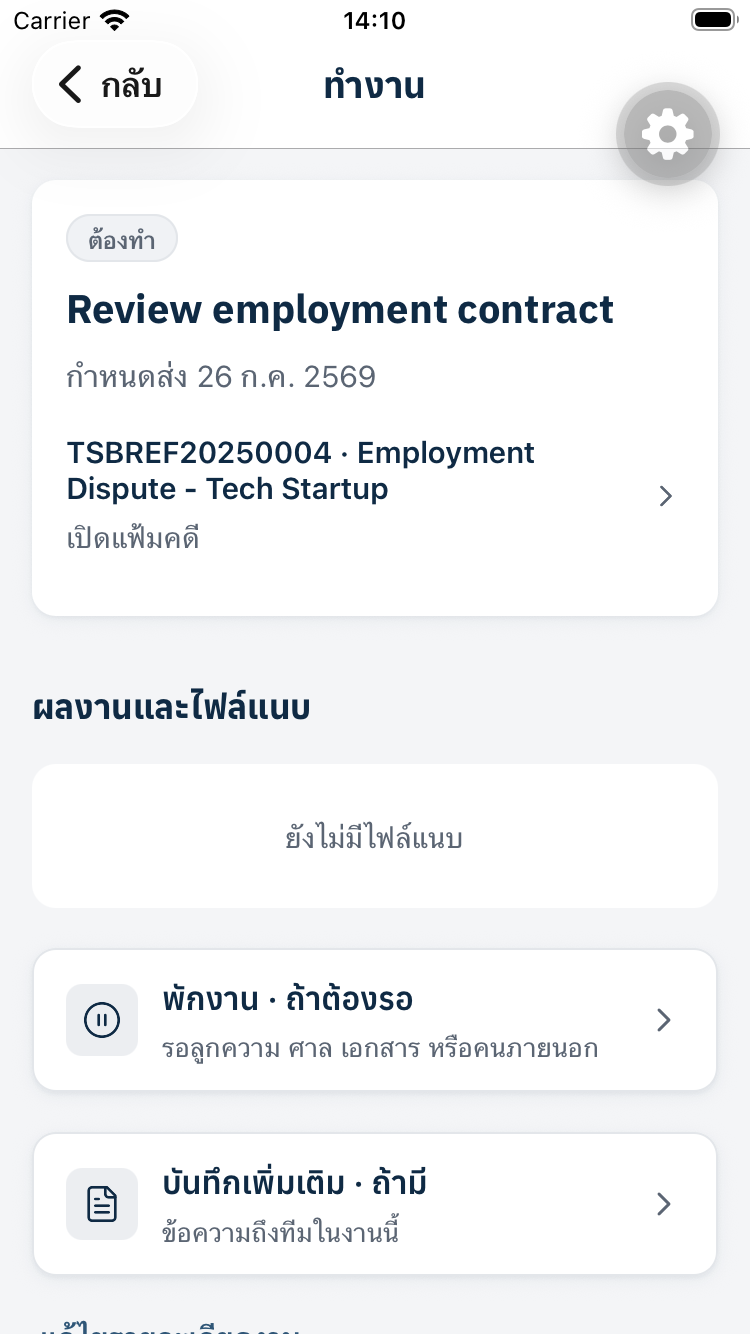 Carrier
14:10
กลับ
ทำงาน
ต้องทำ
Review employment contract
กำหนดส่ง 26 ก.ค. 2569
TSBREF20250004 · Employment
Dispute - Tech Startup
เปิดแฟ้มคดี
ผลงานและไฟล์แนบ
ยังไม่มีไฟล์แนบ
พักงาน · ถ้าต้องรอ
รอลูกความ ศาล เอกสาร หรือคนภายนอก
บันทึกเพิ่มเติม · ถ้ามี
ข้อความถึงทีมในงานนี้